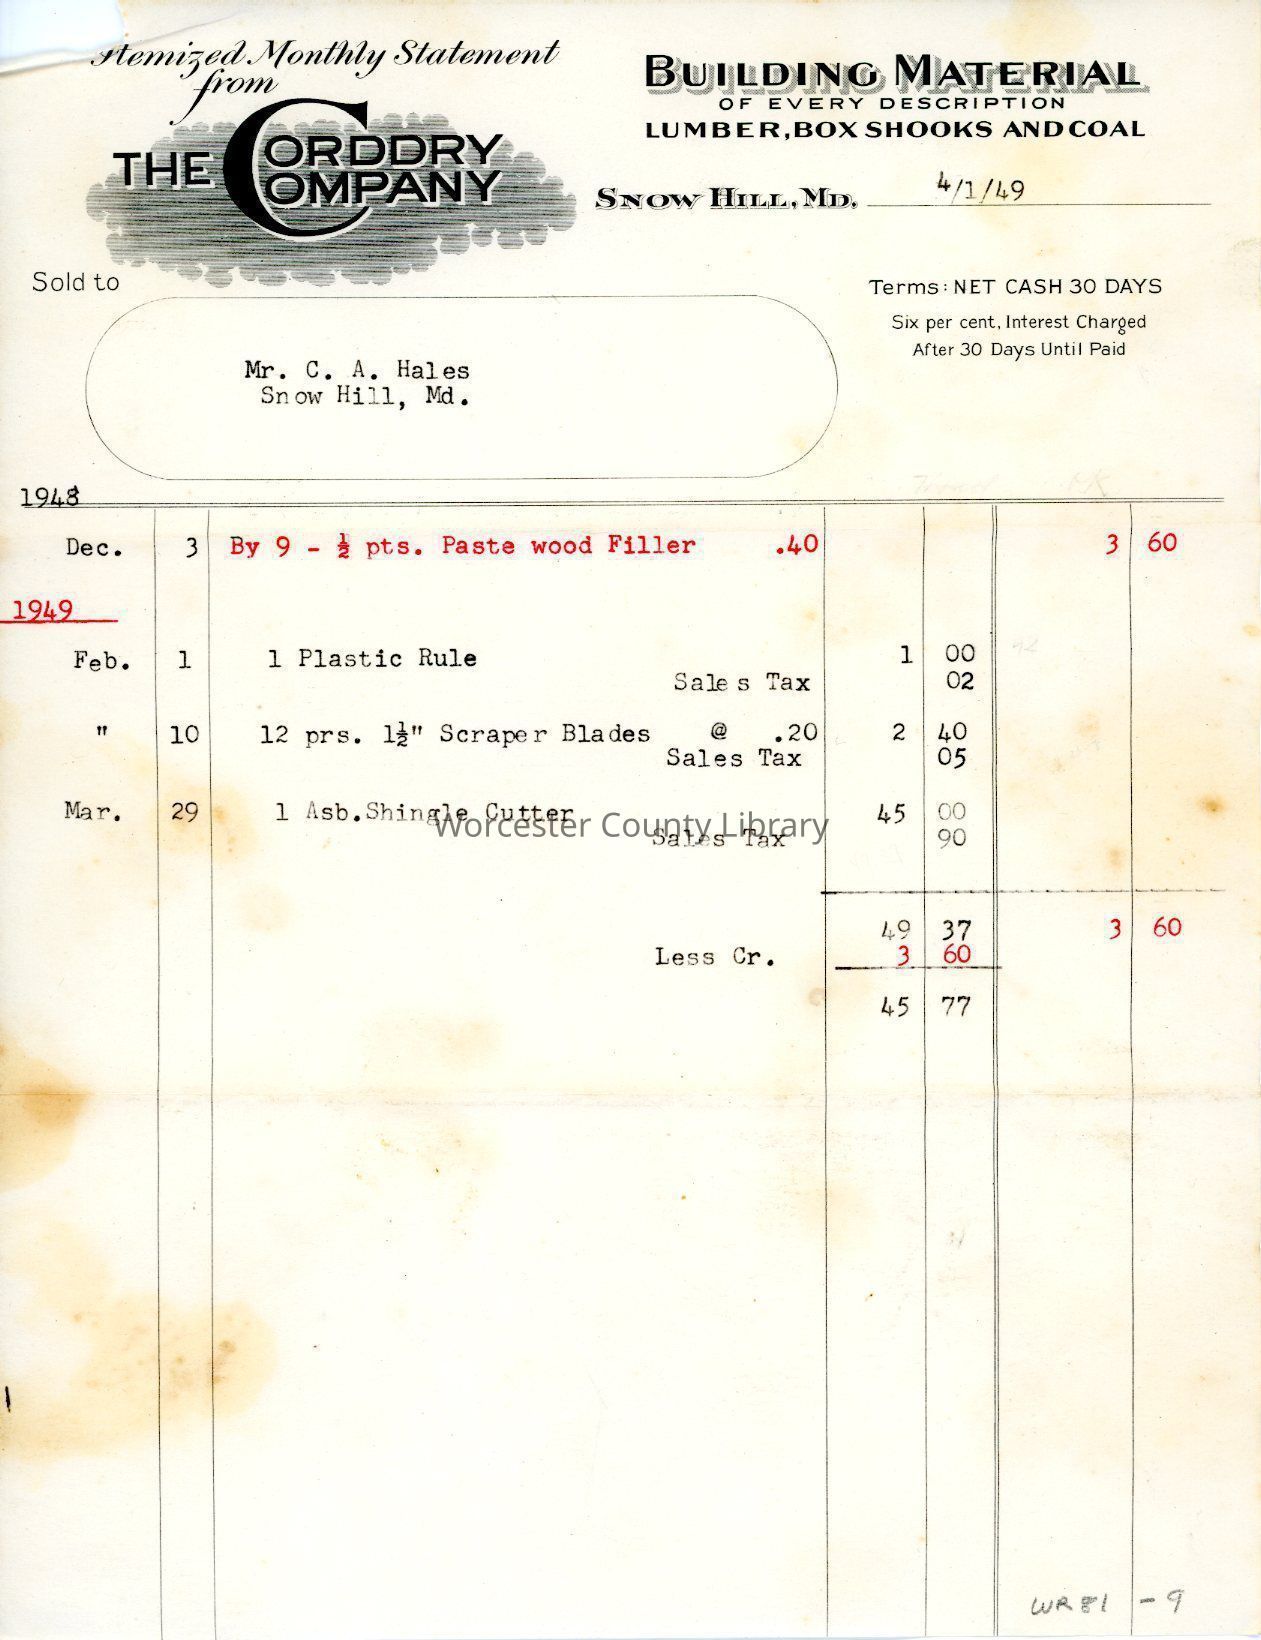 Itemized Monthly Statement
from
THE CORDDRY COMPANY
BUILDING MATERIAL
OF EVERY DESCRIPTION
LUMBER, BOX SHOOKS AND COAL
SNOW HILL, MD. 4/1/49
Sold to
Terms: NET CASH 30 DAYS
Six per cent, Interest Charged
After 30 Days Until Paid
Mr. C. A. Hales
Snow Hill, Md.
1948
Dec. 3 By 9 - ½ pts. Paste wood Filler .40 3 60
1949
Feb. 1 1 Plastic Rule 1 00
Sales Tax 02
" 10 12 prs. 1½" Scraper Blades @ .20 2 40
Sales Tax 05
Mar. 29 1 Asb.Shingle Cutter 45 00
Worcester County Library
Sales Tax 90
49 37 3 60
Less Cr. 3 60
45 77
WR81 - 9